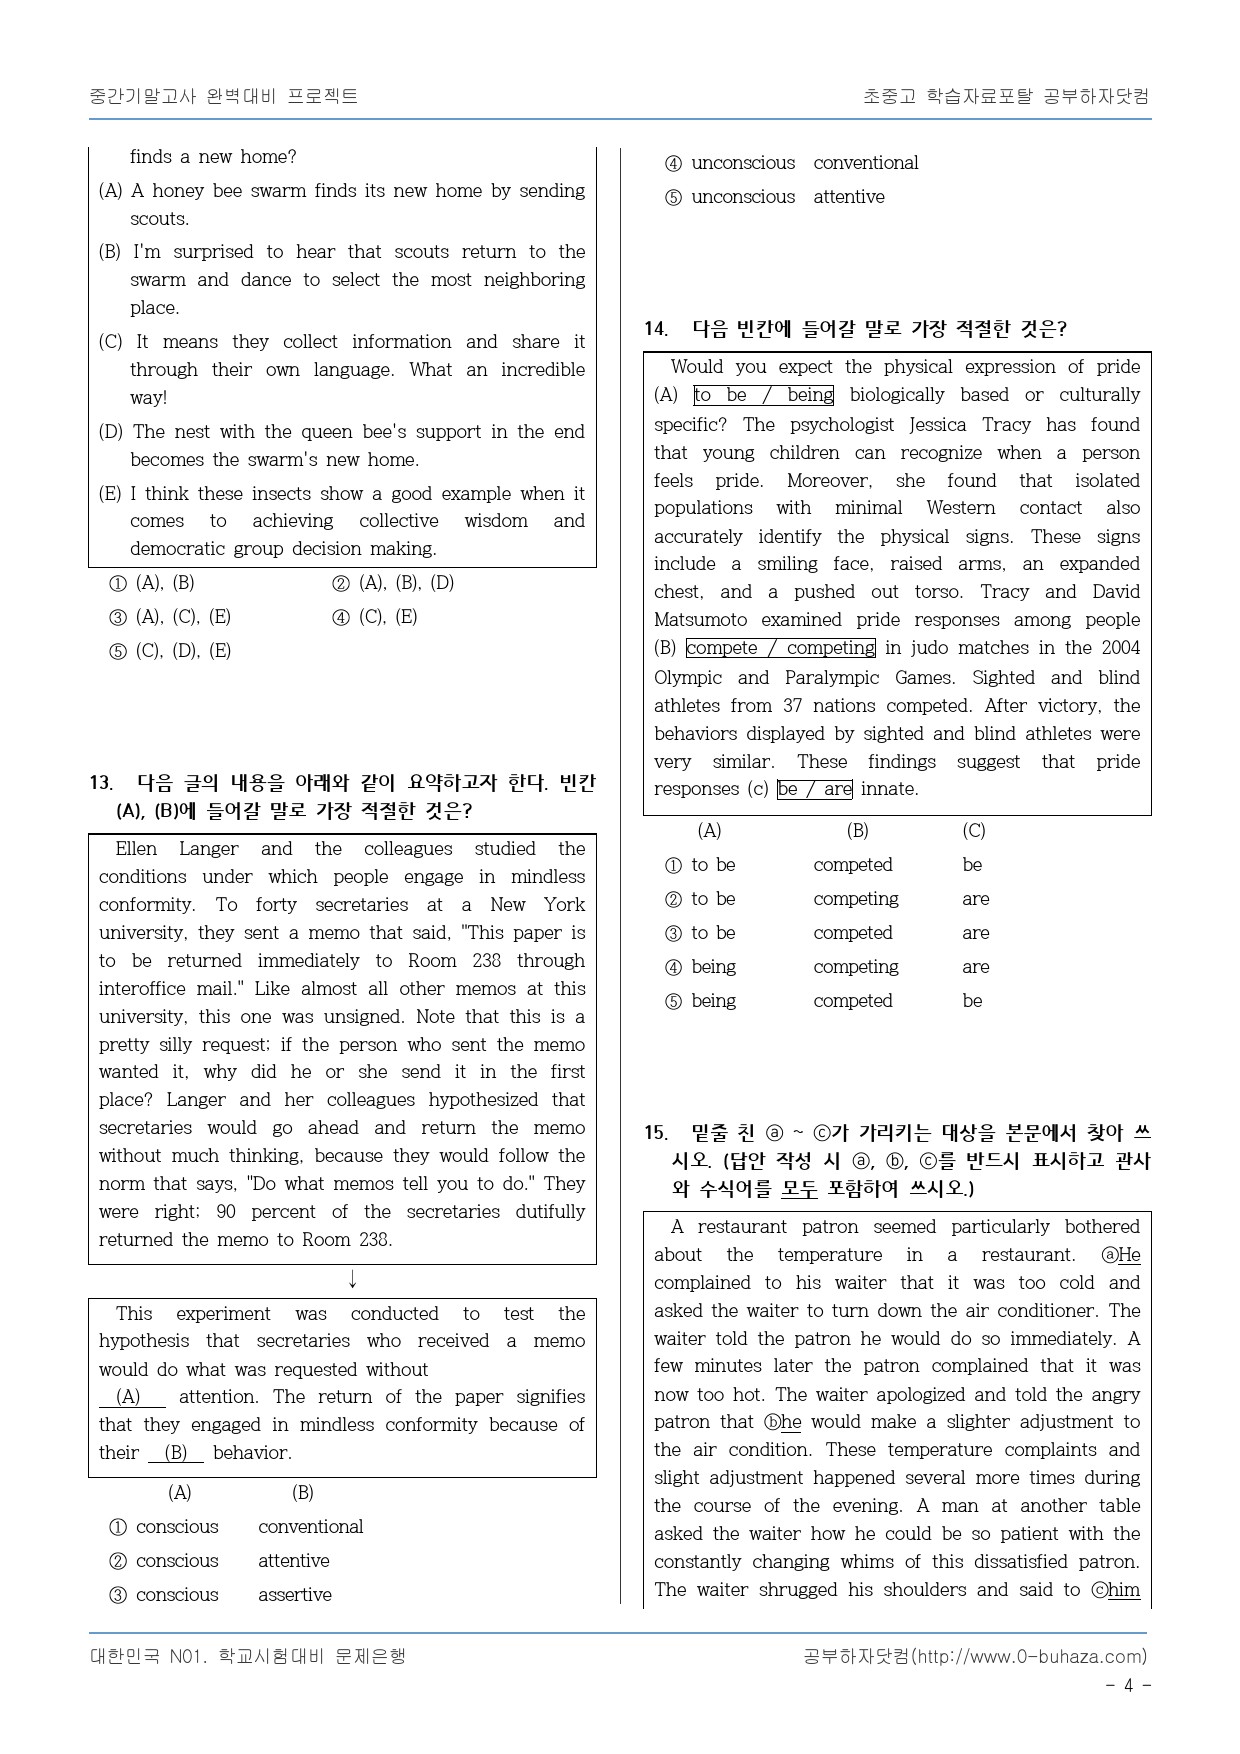 중간기말고사 완벽대비 프로젝트
초중고 학습자료포탈 공부하자닷컴
finds a new home?
(A) A honey bee swarm finds its new home by sending
scouts.
(B) I'm surprised to hear that scouts return to the
swarm and dance to select the most neighboring
place.
(C) It means they collect information and share it
through their own language. What an incredible
way!
(D) The nest with the queen bee's support in the end
becomes the swarm's new home.
(E) I think these insects show a good example when it
comes to achieving collective wisdom and
democratic group decision making.
① (A), (B) ② (A), (B), (D)
③ (A), (C), (E) ④ (C), (E)
⑤ (C), (D), (E)
13. 다음 글의 내용을 아래와 같이 요약하고자 한다. 빈칸
(A), (B)에 들어갈 말로 가장 적절한 것은?
Ellen Langer and the colleagues studied the
conditions under which people engage in mindless
conformity. To forty secretaries at a New York
university, they sent a memo that said, "This paper is
to be returned immediately to Room 238 through
interoffice mail." Like almost all other memos at this
university, this one was unsigned. Note that this is a
pretty silly request; if the person who sent the memo
wanted it, why did he or she send it in the first
place? Langer and her colleagues hypothesized that
secretaries would go ahead and return the memo
without much thinking, because they would follow the
norm that says, "Do what memos tell you to do." They
were right; 90 percent of the secretaries dutifully
returned the memo to Room 238.
↓
This experiment was conducted to test the
hypothesis that secretaries who received a memo
would do what was requested without
(A) attention. The return of the paper signifies
that they engaged in mindless conformity because of
their (B) behavior.
(A) (B)
① conscious conventional
② conscious attentive
③ conscious assertive
④ unconscious conventional
⑤ unconscious attentive
14. 다음 빈칸에 들어갈 말로 가장 적절한 것은?
Would you expect the physical expression of pride
(A) to be / being biologically based or culturally
specific? The psychologist Jessica Tracy has found
that young children can recognize when a person
feels pride. Moreover, she found that isolated
populations with minimal Western contact also
accurately identify the physical signs. These signs
include a smiling face, raised arms, an expanded
chest, and a pushed out torso. Tracy and David
Matsumoto examined pride responses among people
(B) compete / competing in judo matches in the 2004
Olympic and Paralympic Games. Sighted and blind
athletes from 37 nations competed. After victory, the
behaviors displayed by sighted and blind athletes were
very similar. These findings suggest that pride
responses (c) be / are innate.
(A) (B) (C)
① to be competed be
② to be competing are
③ to be competed are
④ being competing are
⑤ being competed be
15. 밑줄 친 ⓐ ~ ⓒ가 가리키는 대상을 본문에서 찾아 쓰
시오. (답안 작성 시 ⓐ, ⓑ, ⓒ를 반드시 표시하고 관사
와 수식어를 모두 포함하여 쓰시오.)
A restaurant patron seemed particularly bothered
about the temperature in a restaurant. ⓐHe
complained to his waiter that it was too cold and
asked the waiter to turn down the air conditioner. The
waiter told the patron he would do so immediately. A
few minutes later the patron complained that it was
now too hot. The waiter apologized and told the angry
patron that ⓑhe would make a slighter adjustment to
the air condition. These temperature complaints and
slight adjustment happened several more times during
the course of the evening. A man at another table
asked the waiter how he could be so patient with the
constantly changing whims of this dissatisfied patron.
The waiter shrugged his shoulders and said to ⓒhim
대한민국 N01. 학교시험대비 문제은행
공부하자닷컴(http://www.0-buhaza.com)
- 4 -